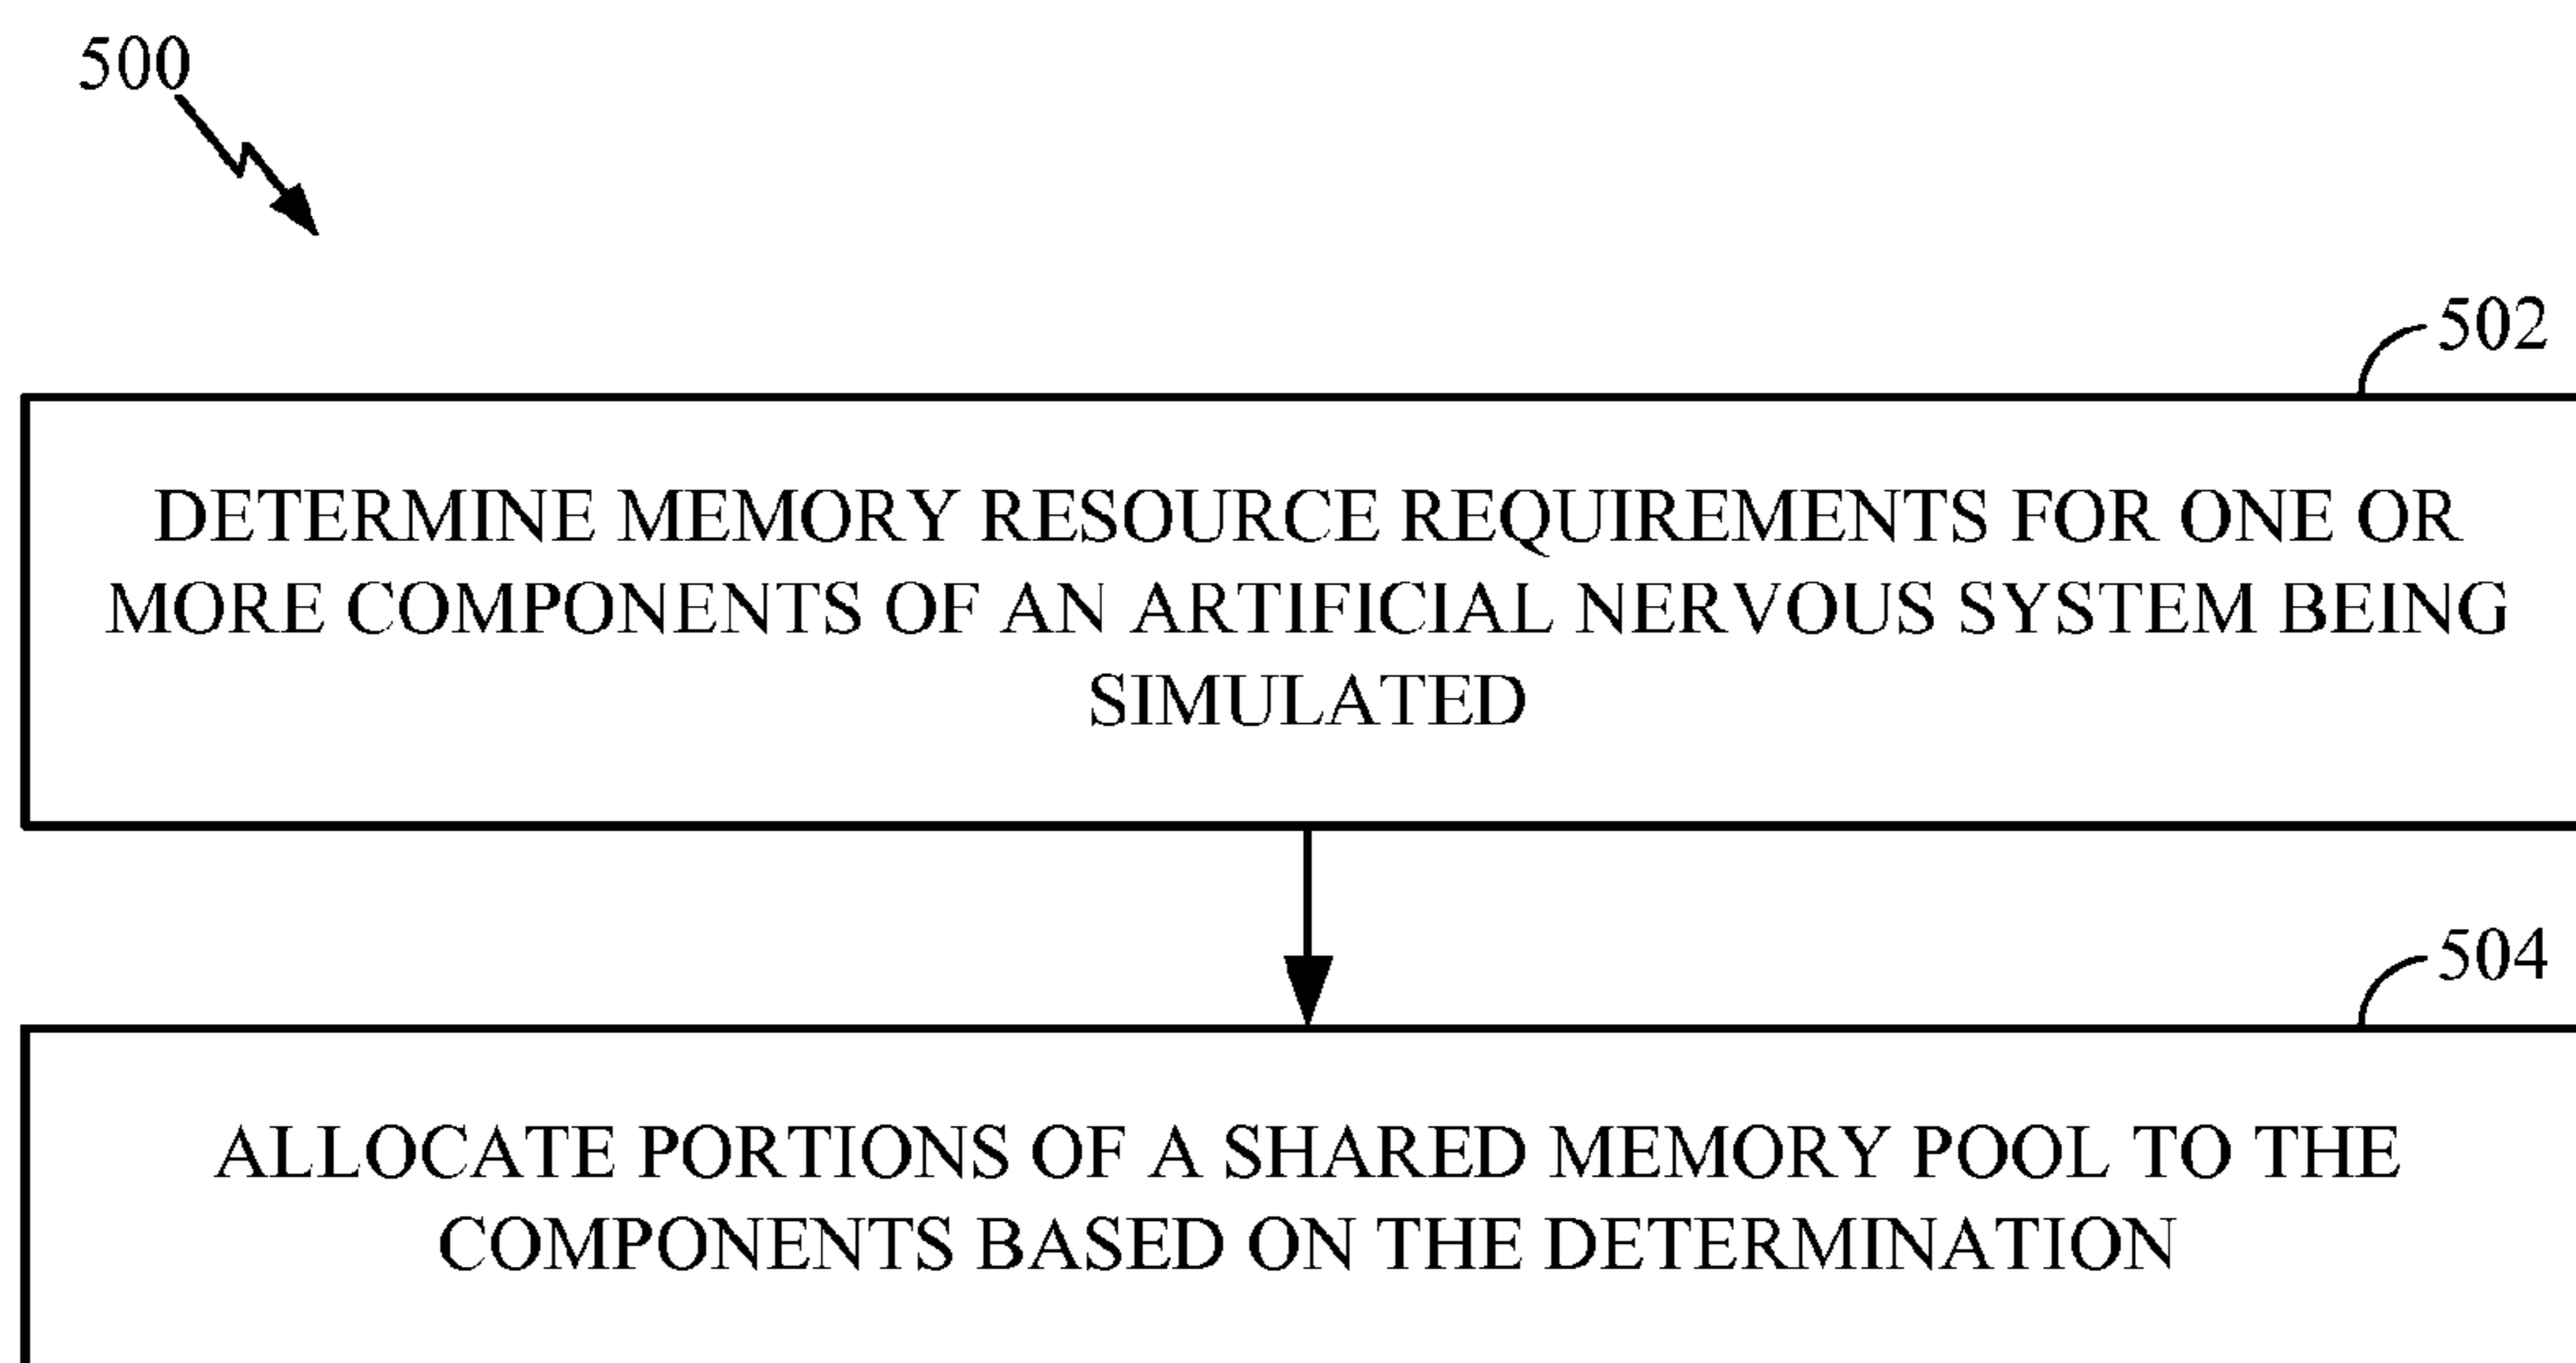 500
502
DETERMINE MEMORY RESOURCE REQUIREMENTS FOR ONE OR
MORE COMPONENTS OF AN ARTIFICIAL NERVOUS SYSTEM BEING
SIMULATED
504
ALLOCATE PORTIONS OF A SHARED MEMORY POOL TO THE
COMPONENTS BASED ON THE DETERMINATION